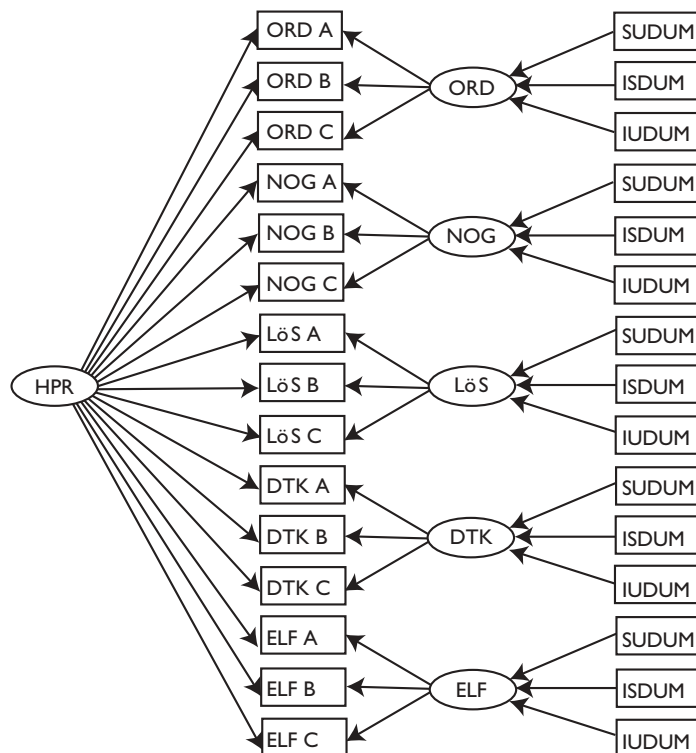 ORD A
SUDUM
ORD B
ORD
ISDUM
ORD C
IUDUM
NOG A
SUDUM
NOG B
NOG
ISDUM
NOG C
IUDUM
LöS A
SUDUM
HPR
LöS B
LöS
ISDUM
LöS C
IUDUM
DTK A
SUDUM
DTK B
DTK
ISDUM
DTK C
IUDUM
ELF A
SUDUM
ELF B
ELF
ISDUM
ELF C
IUDUM